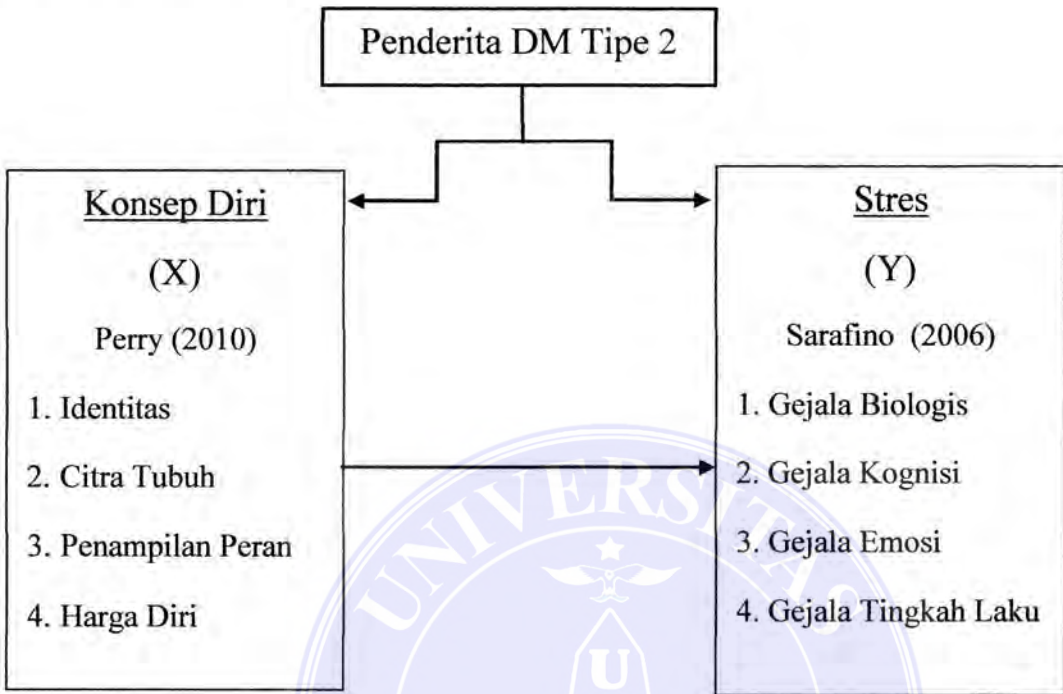 Penderita DM Tipe 2
Konsep Diri
(X)
Perry (2010)
1. Identitas
2. Citra Tubuh
3. Penampilan Peran
4. Harga Diri
Stres
(Y)
Sarafino (2006)
1. Gejala Biologis
2. Gejala Kognisi
3. Gejala Emosi
4. Gejala Tingkah Laku
UNIVERSITAS
U